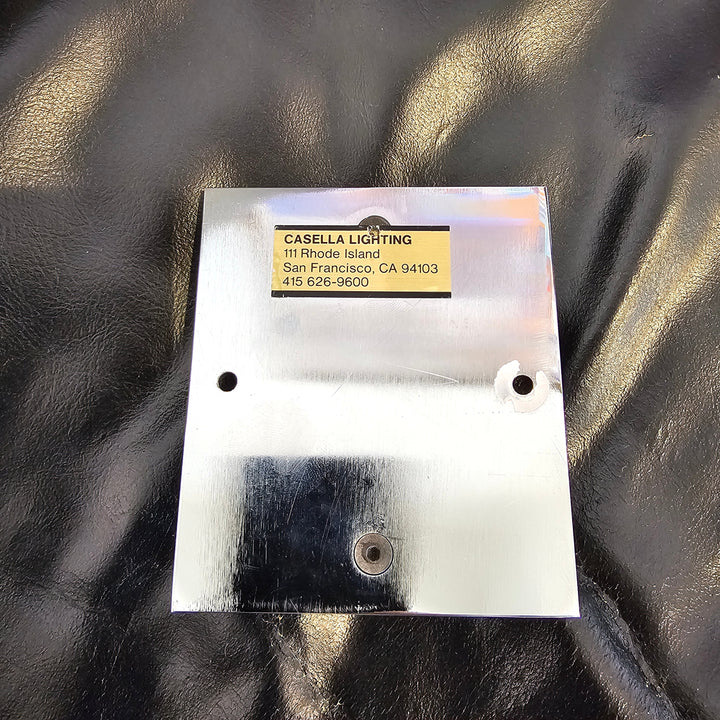 CASELLA LIGHTING
111 Rhode Island
San Francisco, CA 94103
415 626-9600